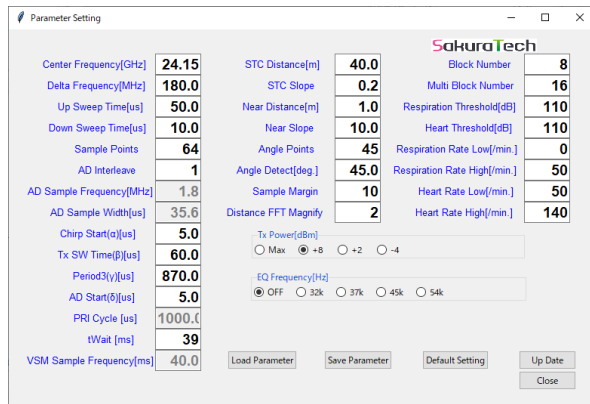 Parameter Setting
SakuraTech
Center Frequency[GHz] 24.15
Delta Frequency[MHz] 180.0
Up Sweep Time[us] 50.0
Down Sweep Time[us] 10.0
Sample Points 64
AD Interleave 1
AD Sample Frequency[MHz] 1.8
AD Sample Width[us] 35.6
Chirp Start(α)[us] 5.0
Tx SW Time(β)[us] 60.0
Period3(γ)[us] 870.0
AD Start(δ)[us] 5.0
PRI Cycle [us] 1000.0
tWait [ms] 39
VSM Sample Frequency[ms] 40.0
STC Distance[m] 40.0
STC Slope 0.2
Near Distance[m] 1.0
Near Slope 10.0
Angle Points 45
Angle Detect[deg.] 45.0
Sample Margin 10
Distance FFT Magnify 2
Block Number 8
Multi Block Number 16
Respiration Threshold[dB] 110
Heart Threshold[dB] 110
Respiration Rate Low[/min.] 0
Respiration Rate High[/min.] 50
Heart Rate Low[/min.] 50
Heart Rate High[/min.] 140
Tx Power[dBm]
Max +8 +2 -4
EQ Frequency[Hz]
OFF 32k 37k 45k 54k
Load Parameter Save Parameter Default Setting Up Date
Close